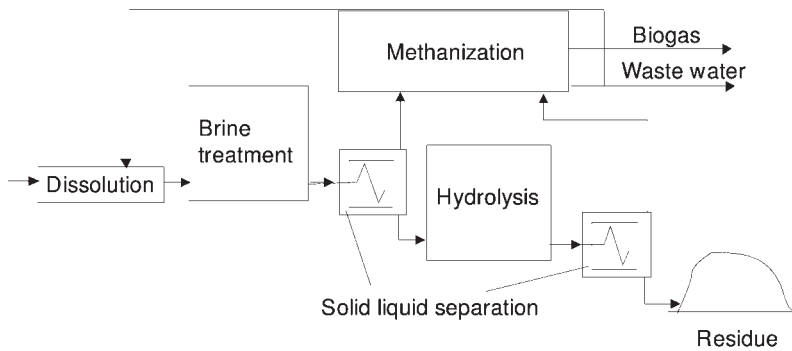 Methanization
Biogas
Waste water
Brine
treatment
Dissolution
Hydrolysis
Solid liquid separation
Residue